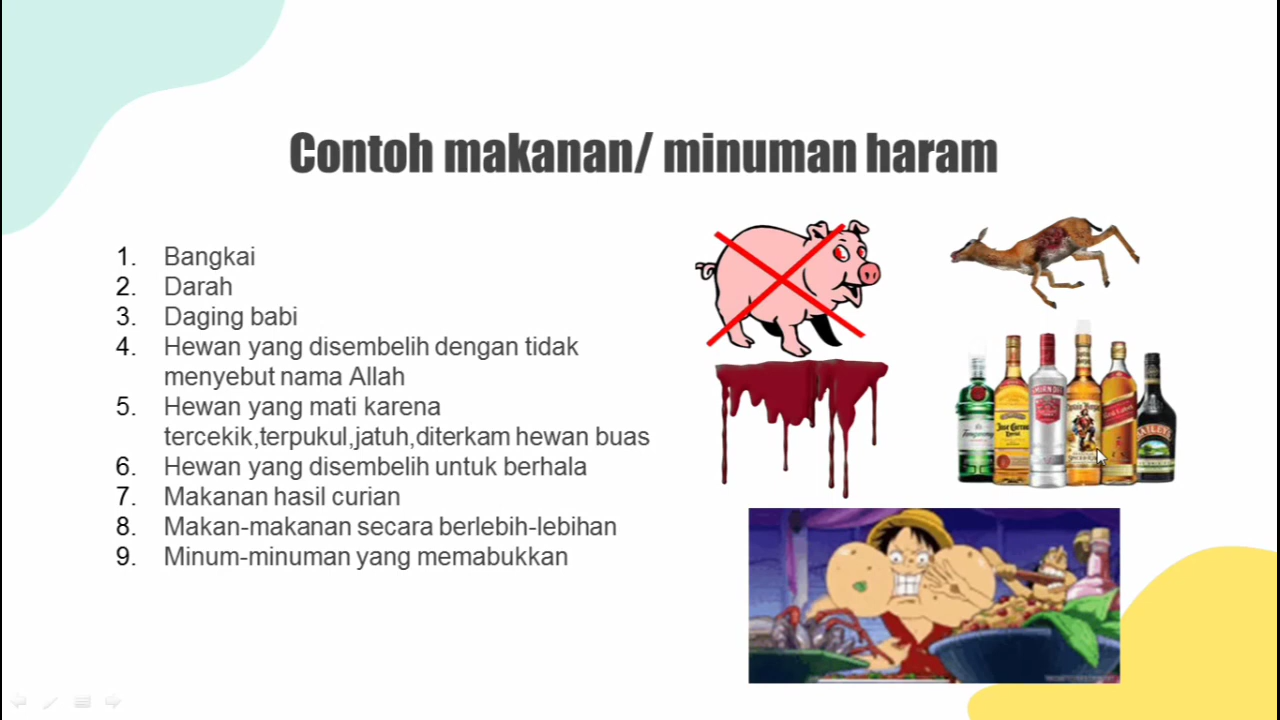 Contoh makanan/ minuman haram
1. Bangkai
2. Darah
3. Daging babi
4. Hewan yang disembelih dengan tidak
menyebut nama Allah
5. Hewan yang mati karena
tercekik,terpukul,jatuh,diterkam hewan buas
6. Hewan yang disembelih untuk berhala
7. Makanan hasil curian
8. Makan-makanan secara berlebih-lebihan
9. Minum-minuman yang memabukkan